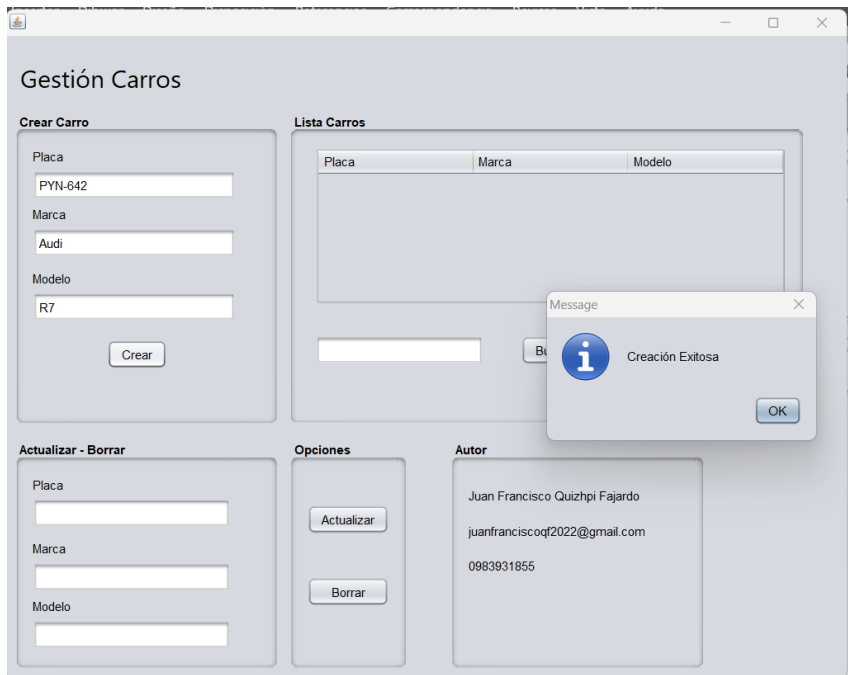 Gestión Carros
Crear Carro
Placa
PYN-642
Marca
Audi
Modelo
R7
Crear
Lista Carros
Placa Marca Modelo
Message
Creación Exitosa
OK
Actualizar - Borrar
Placa
Marca
Modelo
Opciones
Actualizar
Borrar
Autor
Juan Francisco Quizhpi Fajardo
juanfranciscoqf2022@gmail.com
0983931855